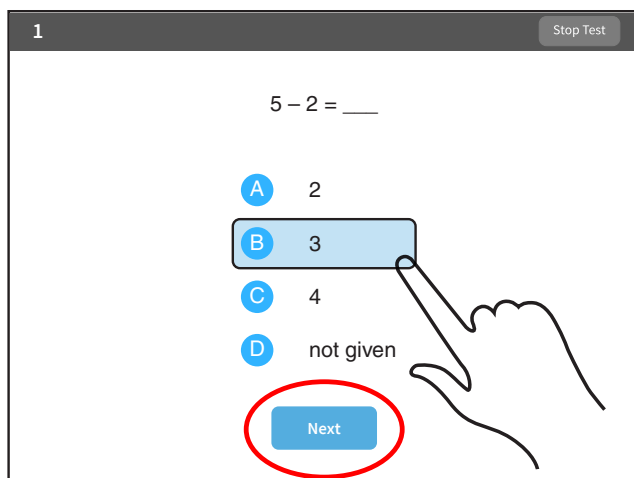 1 Stop Test
5 – 2 = ___
A 2
B 3
C 4
D not given
Next